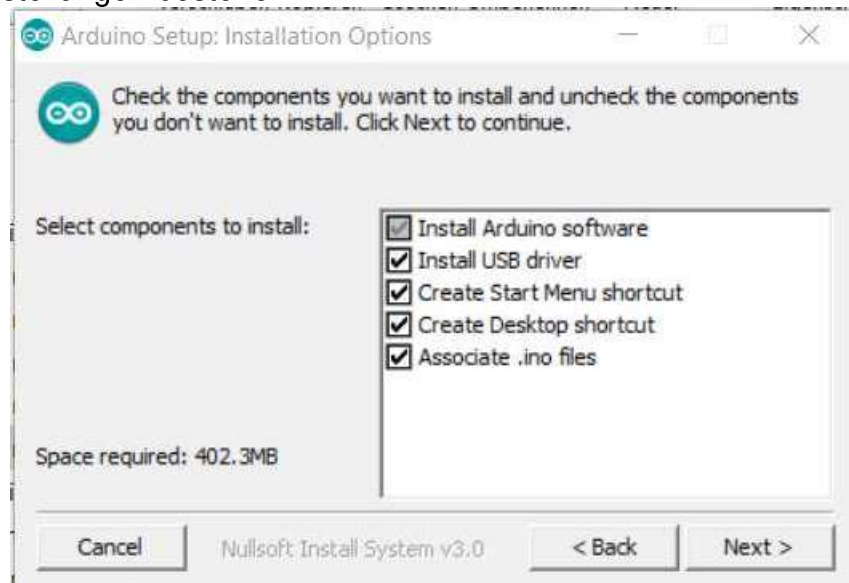 Arduino Setup: Installation Options
Check the components you want to install and uncheck the components
you don't want to install. Click Next to continue.
Select components to install:
Install Arduino software
Install USB driver
Create Start Menu shortcut
Create Desktop shortcut
Associate .ino files
Space required: 402.3MB
Cancel
Nullsoft Install System v3.0
< Back
Next >